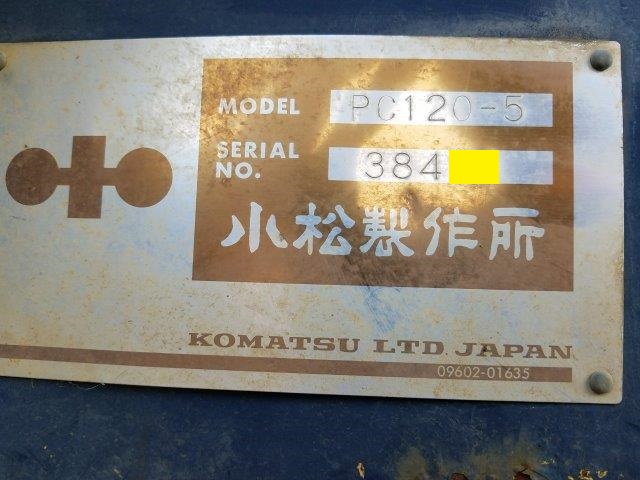 MODEL PC120-5
SERIAL NO. 384
小松製作所
KOMATSU LTD. JAPAN
09602-01635